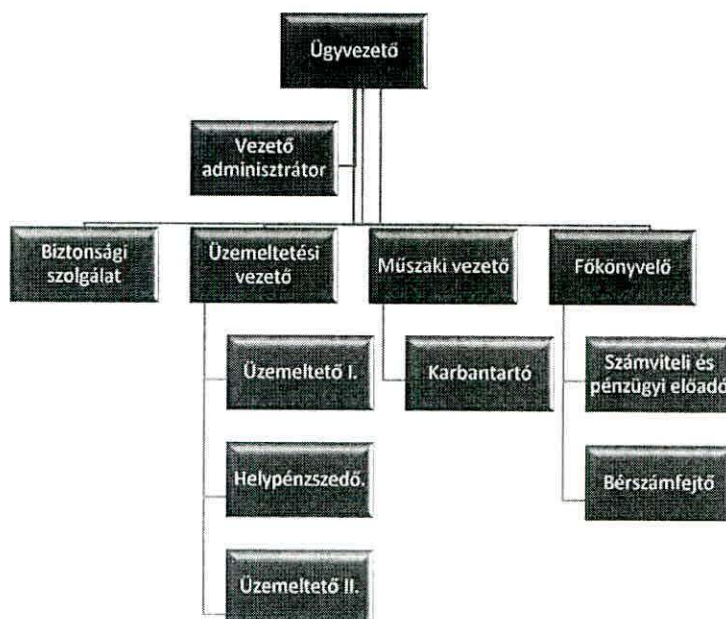 Ügyvezető
Vezető
adminisztrátor
Biztonsági
szolgálat
Üzemeltetési
vezető
Műszaki vezető
Főkönyvelő
Üzemeltető I.
Karbantartó
Számviteli és
pénzügyi előadó
Helypénzszedő.
Bérszámfejtő
Üzemeltető II.